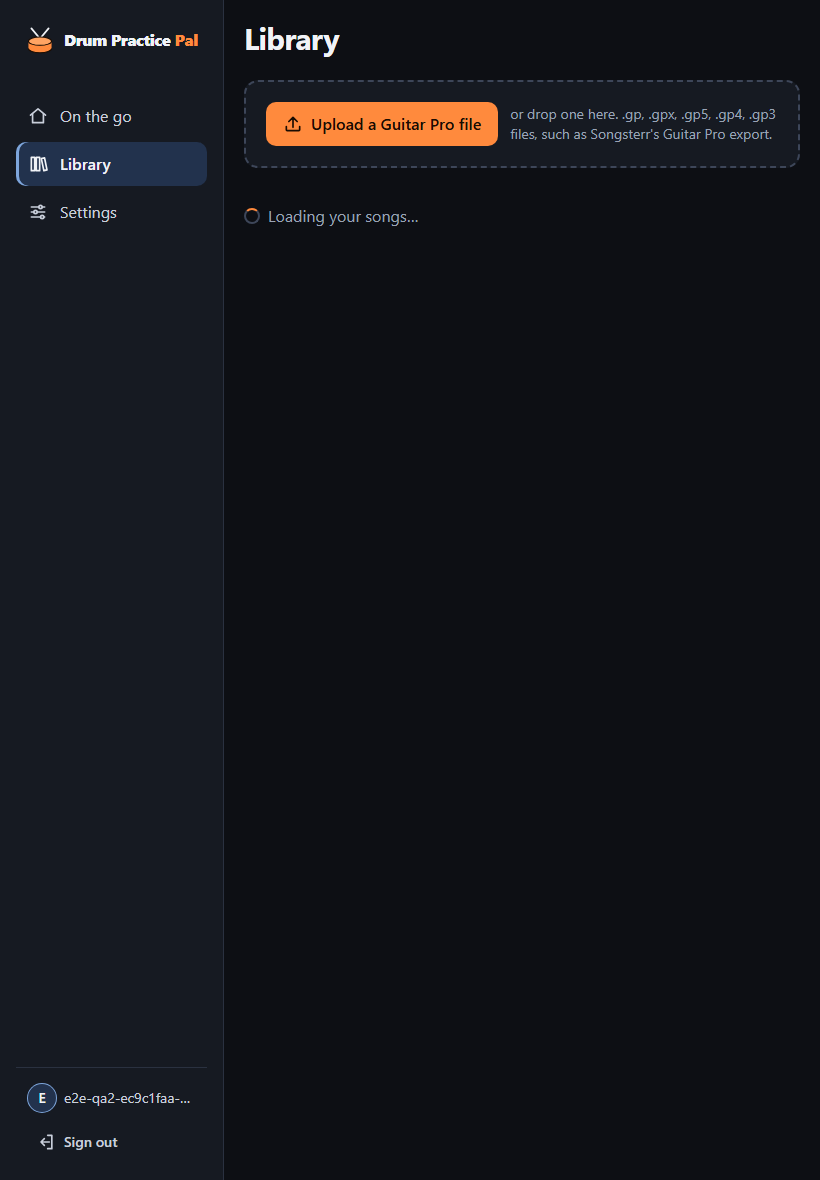 Drum Practice Pal
On the go
Library
Settings
e2e-qa2-ec9c1faa-...
Sign out
Library
Upload a Guitar Pro file
or drop one here. .gp, .gpx, .gp5, .gp4, .gp3
files, such as Songsterr's Guitar Pro export.
Loading your songs...
E